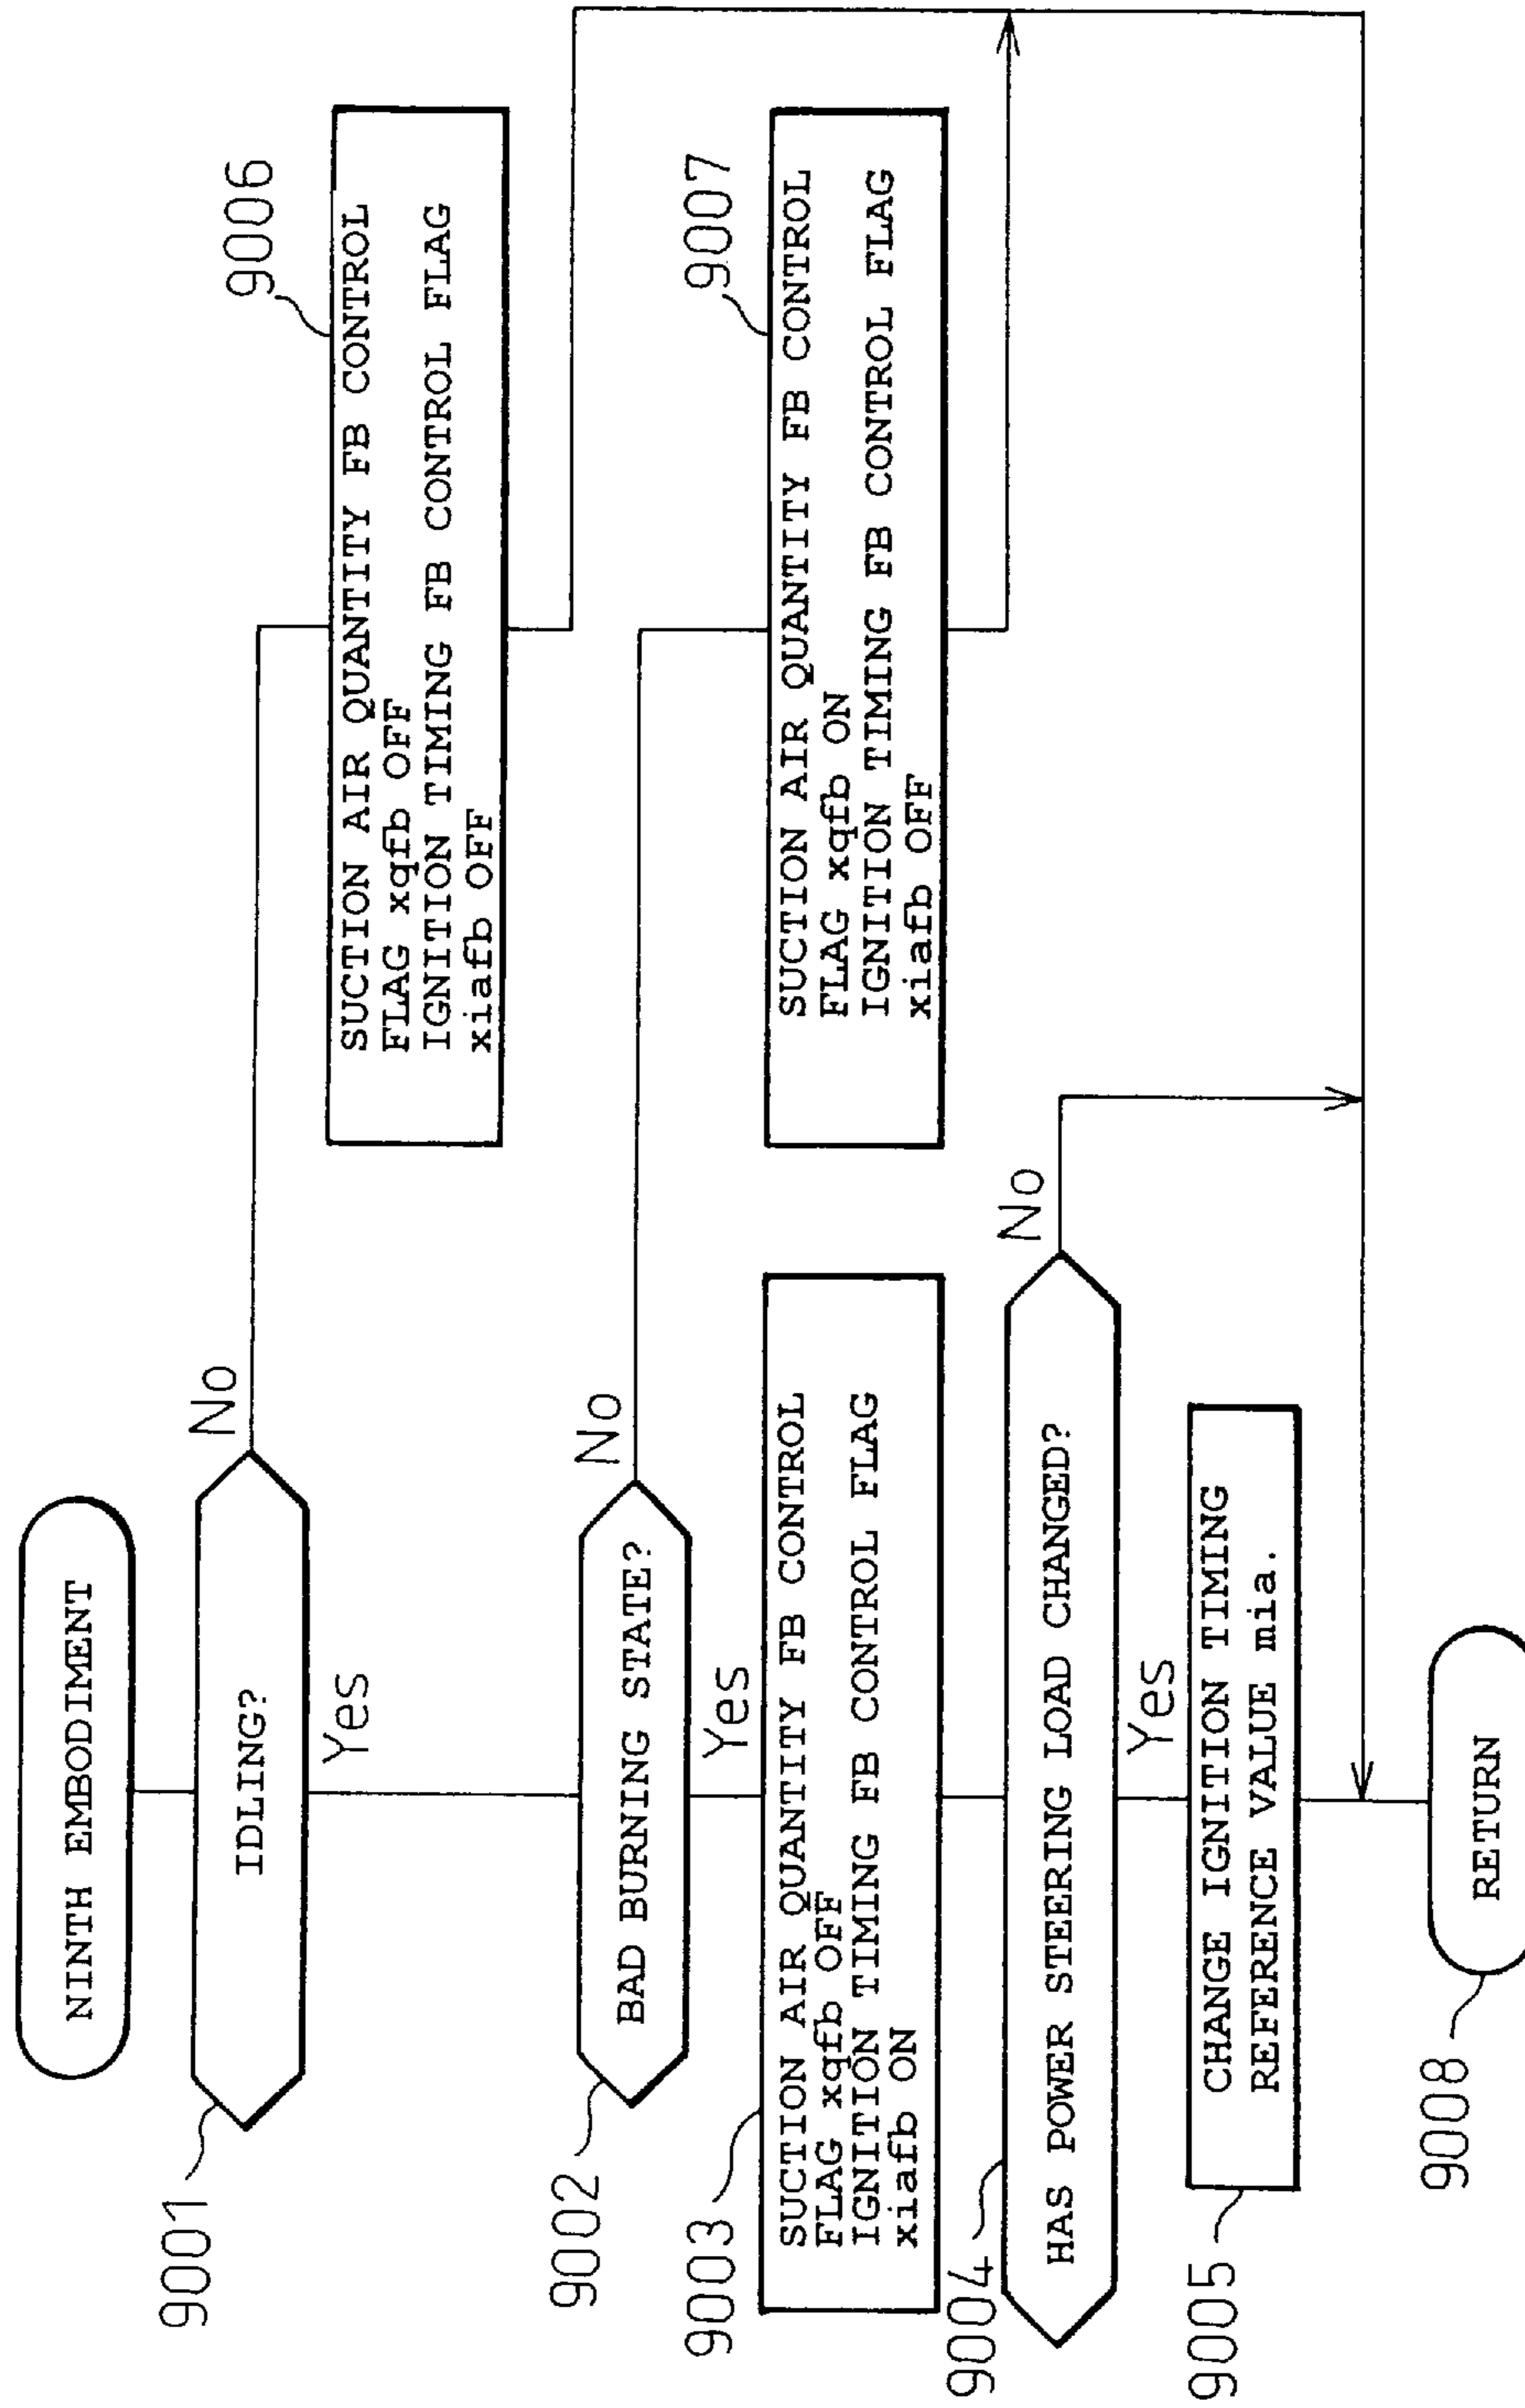 NINTH EMBODIMENT
9001
IDLING?
No
Yes
9006
SUCTION AIR QUANTITY FB CONTROL
FLAG xqfb OFF
IGNITION TIMING FB CONTROL FLAG
xiafb OFF
9002
BAD BURNING STATE?
No
Yes
9003
SUCTION AIR QUANTITY FB CONTROL
FLAG xqfb OFF
IGNITION TIMING FB CONTROL FLAG
xiafb ON
9007
SUCTION AIR QUANTITY FB CONTROL
FLAG xqfb ON
IGNITION TIMING FB CONTROL FLAG
xiafb OFF
9004
HAS POWER STEERING LOAD CHANGED?
No
Yes
9005
CHANGE IGNITION TIMING
REFERENCE VALUE mia.
9008
RETURN